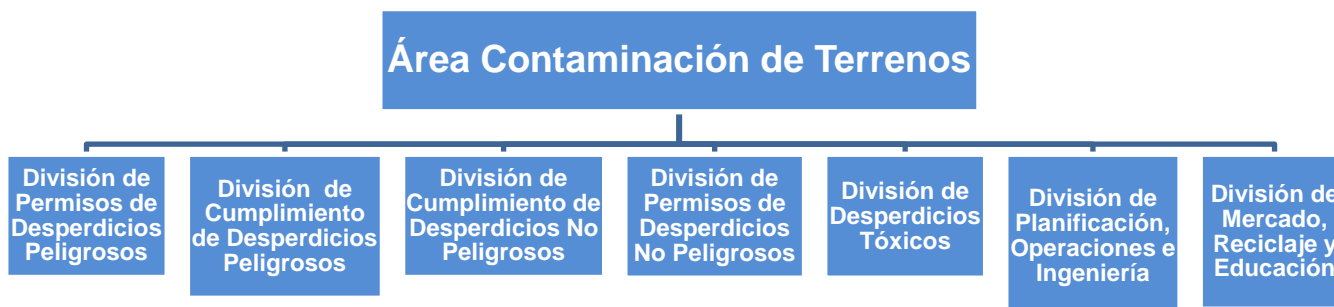 Área Contaminación de Terrenos
División de
Permisos de
Desperdicios
Peligrosos
División de
Cumplimiento
de Desperdicios
Peligrosos
División de
Cumplimiento de
Desperdicios No
Peligrosos
División de
Permisos de
Desperdicios
No Peligrosos
División de
Desperdicios
Tóxicos
División de
Planificación,
Operaciones e
Ingeniería
División de
Mercado,
Reciclaje y
Educación